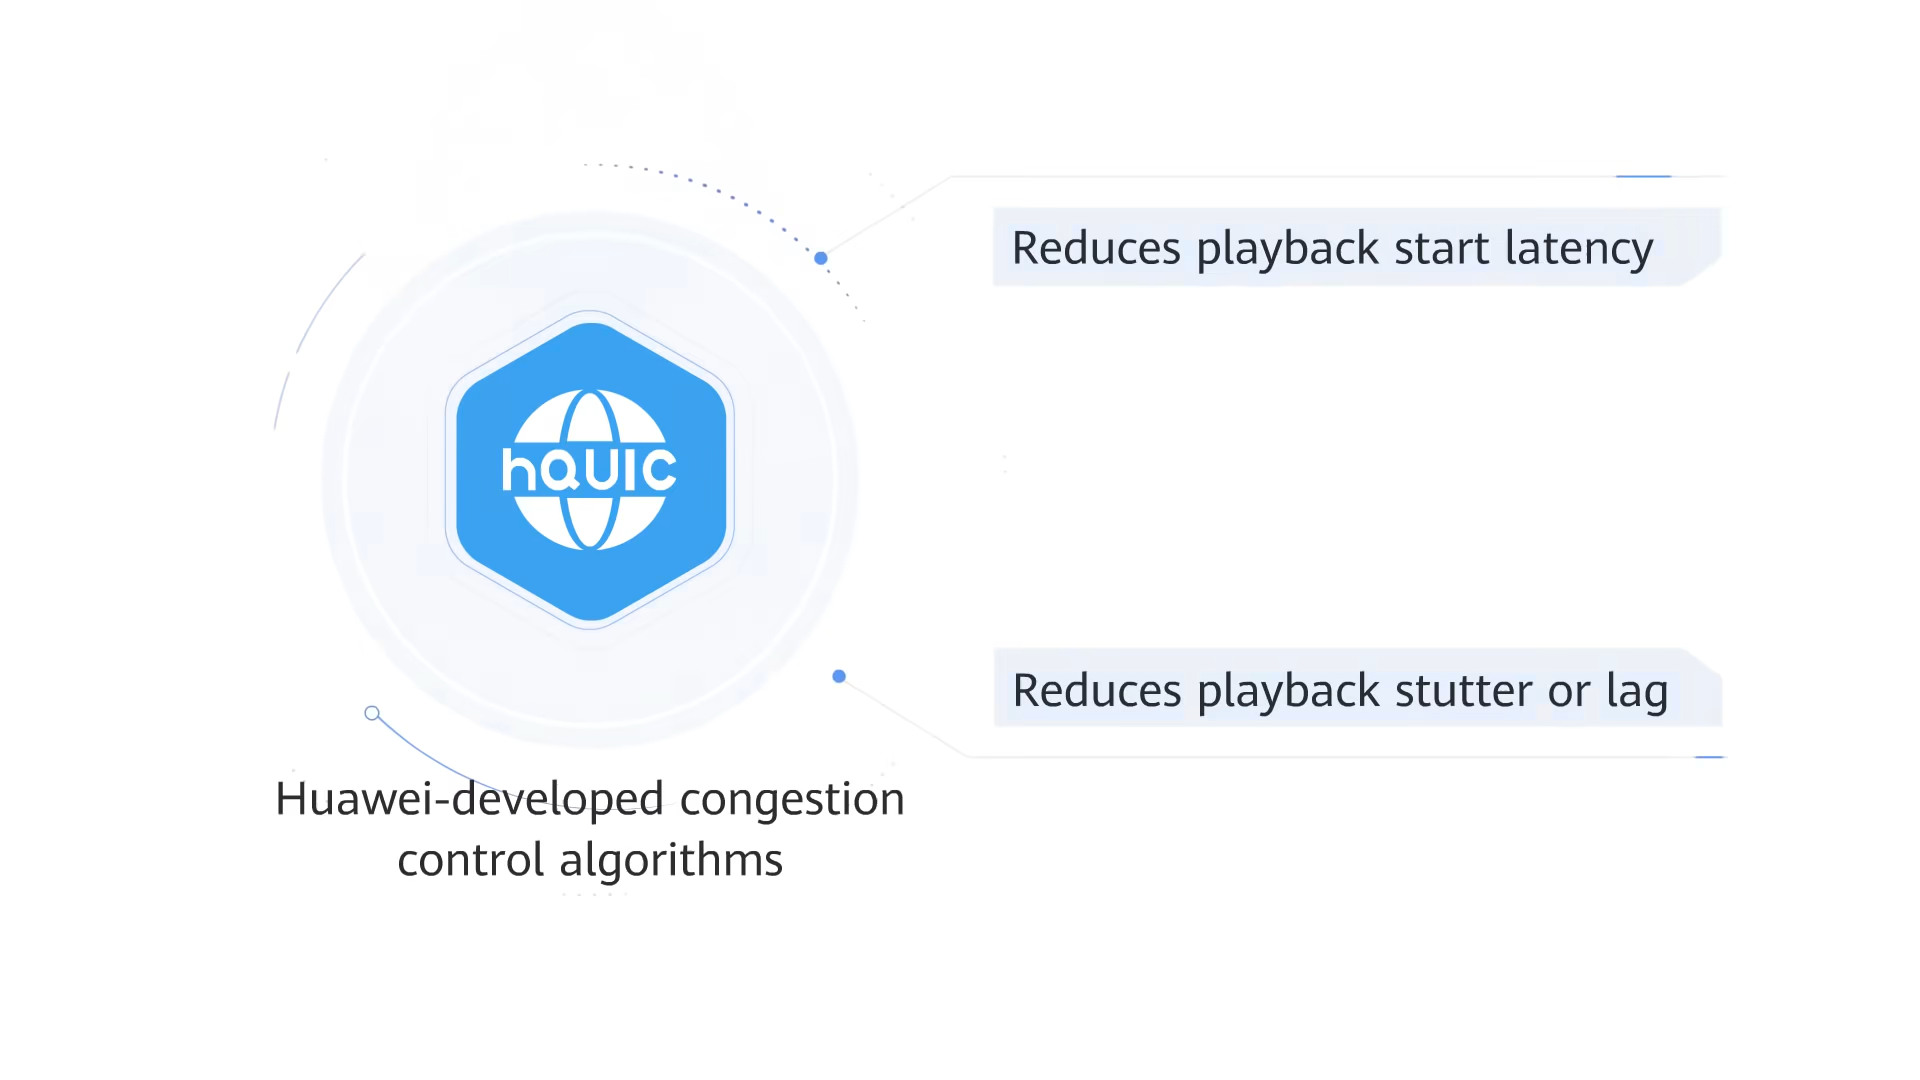 Reduces playback start latency
hQUIC
Reduces playback stutter or lag
Huawei-developed congestion
control algorithms